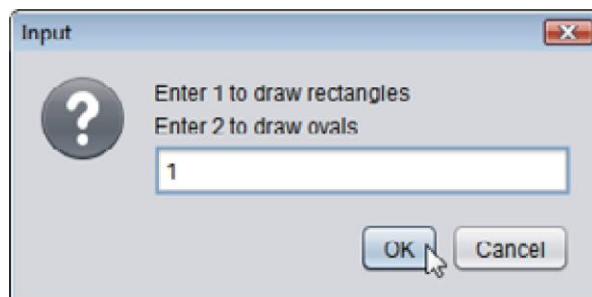 Input
Enter 1 to draw rectangles
Enter 2 to draw ovals
1
OK
Cancel